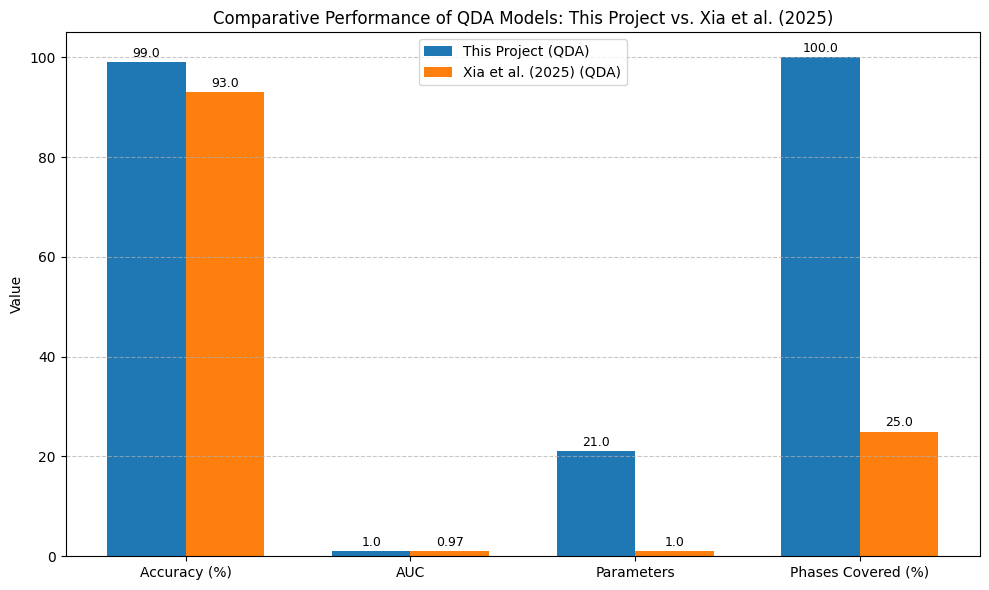 Comparative Performance of QDA Models: This Project vs. Xia et al. (2025)
This Project (QDA)
Xia et al. (2025) (QDA)
Value
100
80
60
40
20
0
99.0
93.0
1.0
0.97
21.0
1.0
100.0
25.0
Accuracy (%)
AUC
Parameters
Phases Covered (%)